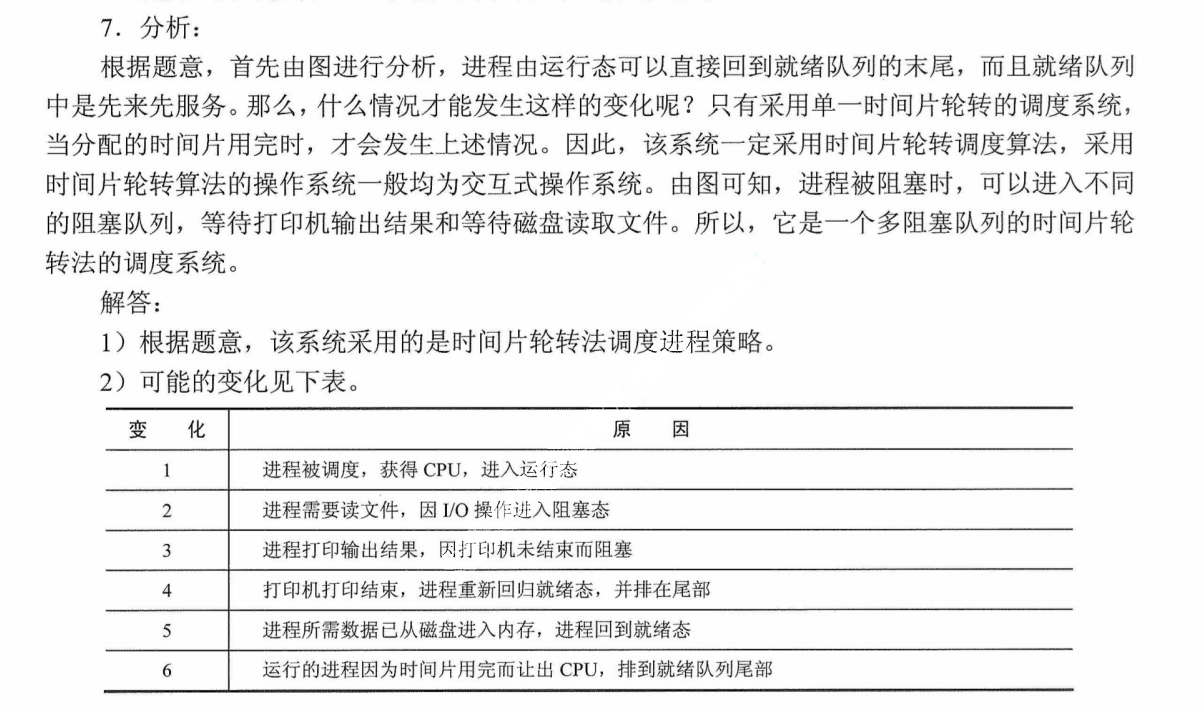 7．分析：
根据题意，首先由图进行分析，进程由运行态可以直接回到就绪队列的末尾，而且就绪队列
中是先来先服务。那么，什么情况才能发生这样的变化呢？只有采用单一时间片轮转的调度系统，
当分配的时间片用完时，才会发生上述情况。因此，该系统一定采用时间片轮转调度算法，采用
时间片轮转算法的操作系统一般均为交互式操作系统。由图可知，进程被阻塞时，可以进入不同
的阻塞队列，等待打印机输出结果和等待磁盘读取文件。所以，它是一个多阻塞队列的时间片轮
转法的调度系统。
解答：
1）根据题意，该系统采用的是时间片轮转法调度进程策略。
2）可能的变化见下表。
变 化 原 因
1 进程被调度，获得 CPU，进入运行态
2 进程需要读文件，因 I/O 操作进入阻塞态
3 进程打印输出结果，因打印机未结束而阻塞
4 打印机打印结束，进程重新回归就绪态，并排在尾部
5 进程所需数据已从磁盘进入内存，进程回到就绪态
6 运行的进程因为时间片用完而让出 CPU，排到就绪队列尾部